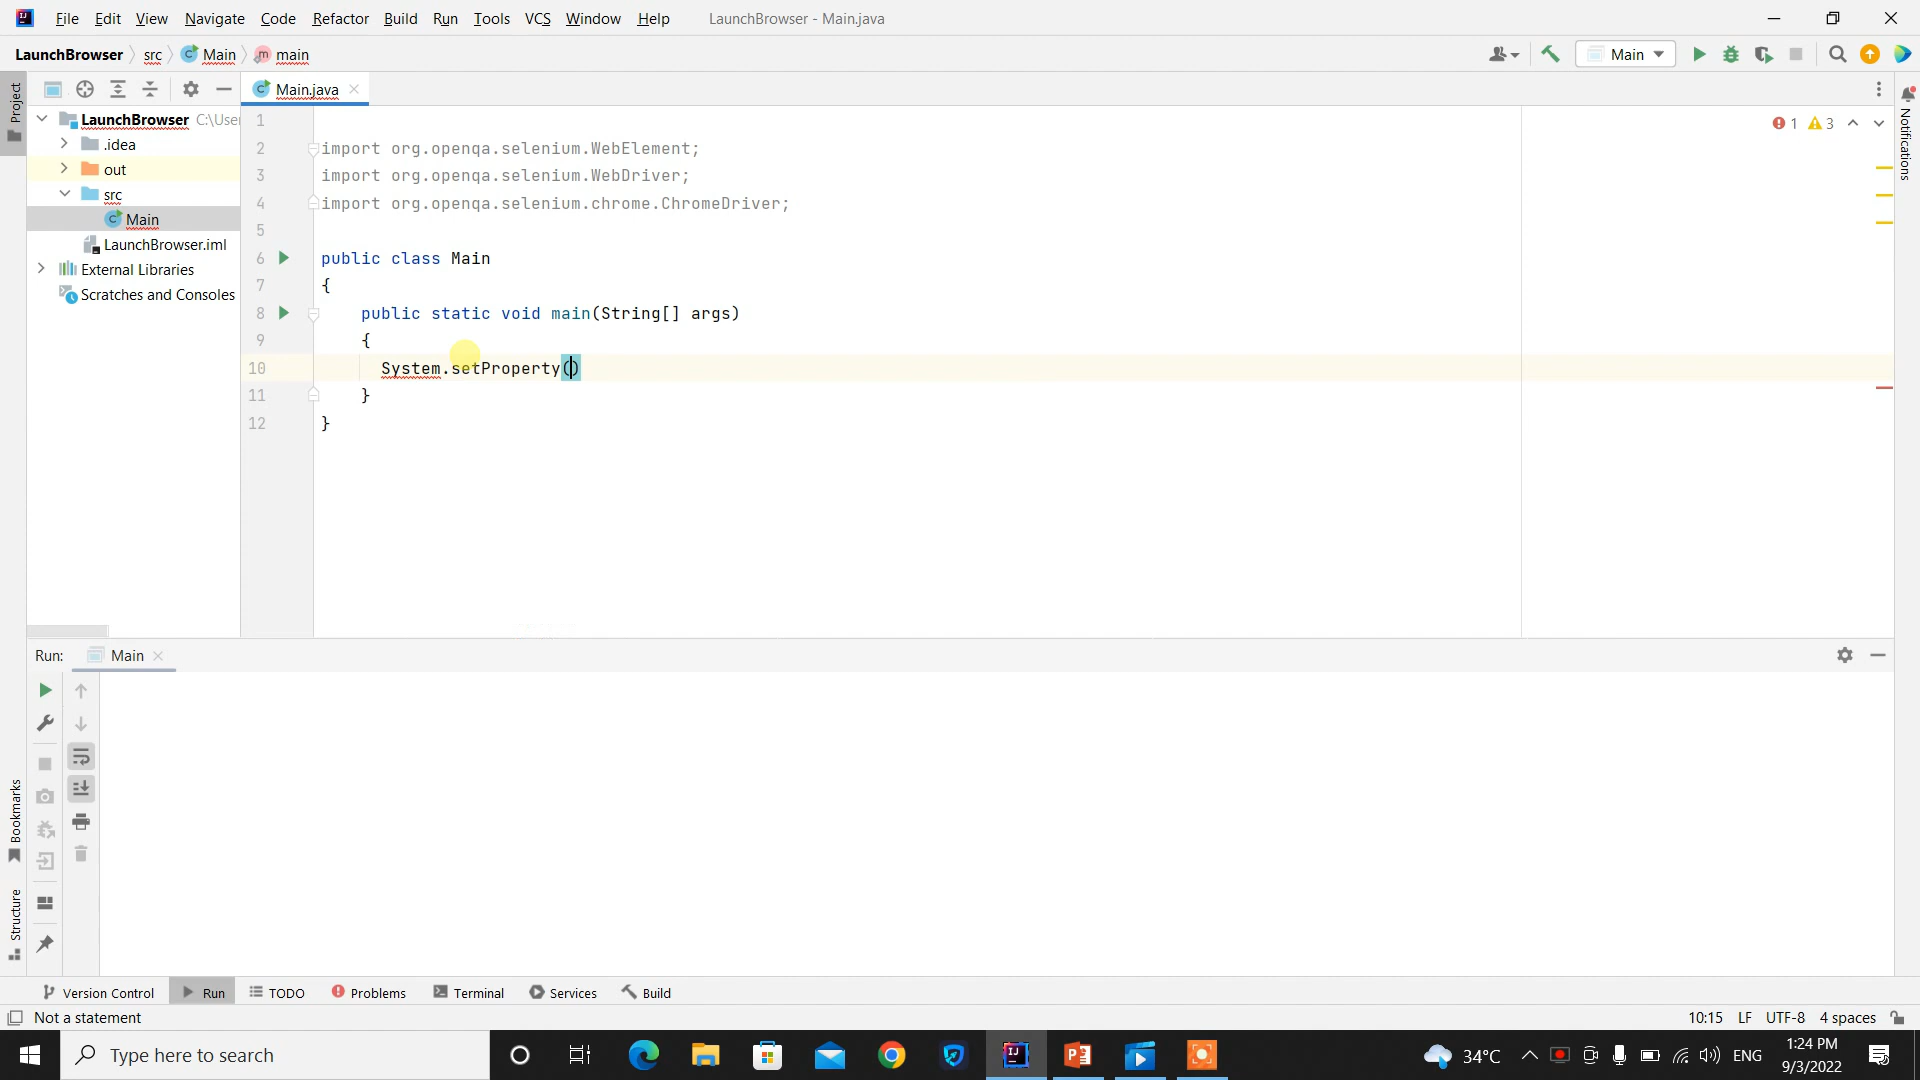 File Edit View Navigate Code Refactor Build Run Tools VCS Window Help LaunchBrowser - Main.java
LaunchBrowser src Main main
Main
Main.java
Project
LaunchBrowser C:\User
.idea
out
src
Main
LaunchBrowser.iml
External Libraries
Scratches and Consoles
1
2 import org.openqa.selenium.WebElement;
3 import org.openqa.selenium.WebDriver;
4 import org.openqa.selenium.chrome.ChromeDriver;
5
6 public class Main
7 {
8 public static void main(String[] args)
9 {
10 System.setProperty()
11 }
12 }
1 3
Notifications
Run: Main
Bookmarks
Structure
Version Control Run TODO Problems Terminal Services Build
Not a statement 10:15 LF UTF-8 4 spaces
Type here to search 34°C ENG
1:24 PM
9/3/2022